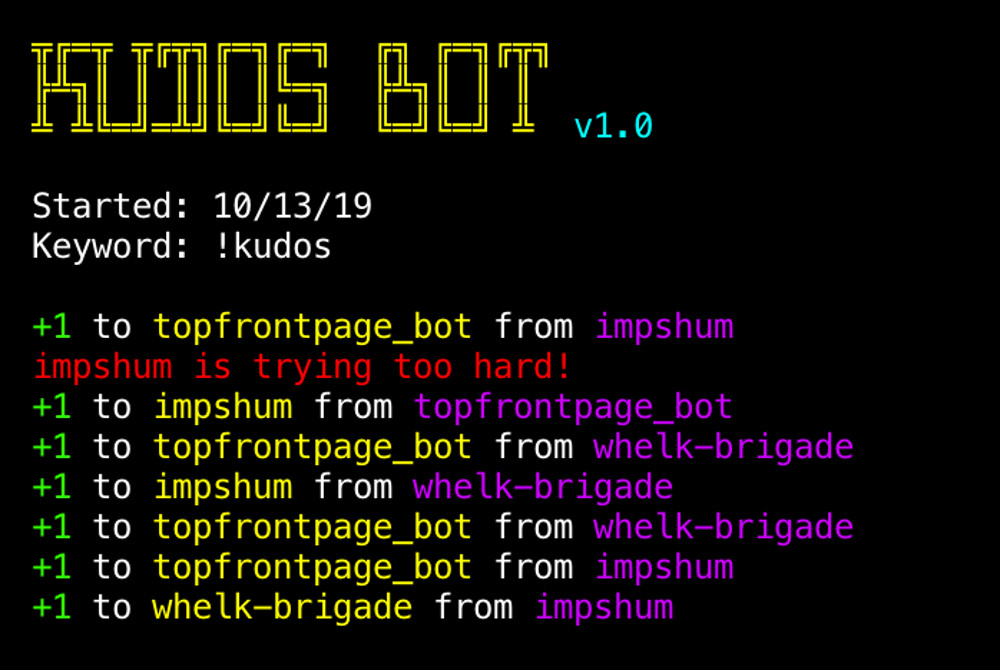 KUDOS BOT v1.0
Started: 10/13/19
Keyword: !kudos
+1 to topfrontpage_bot from impshum
impshum is trying too hard!
+1 to impshum from topfrontpage_bot
+1 to topfrontpage_bot from whelk-brigade
+1 to impshum from whelk-brigade
+1 to topfrontpage_bot from whelk-brigade
+1 to topfrontpage_bot from impshum
+1 to whelk-brigade from impshum